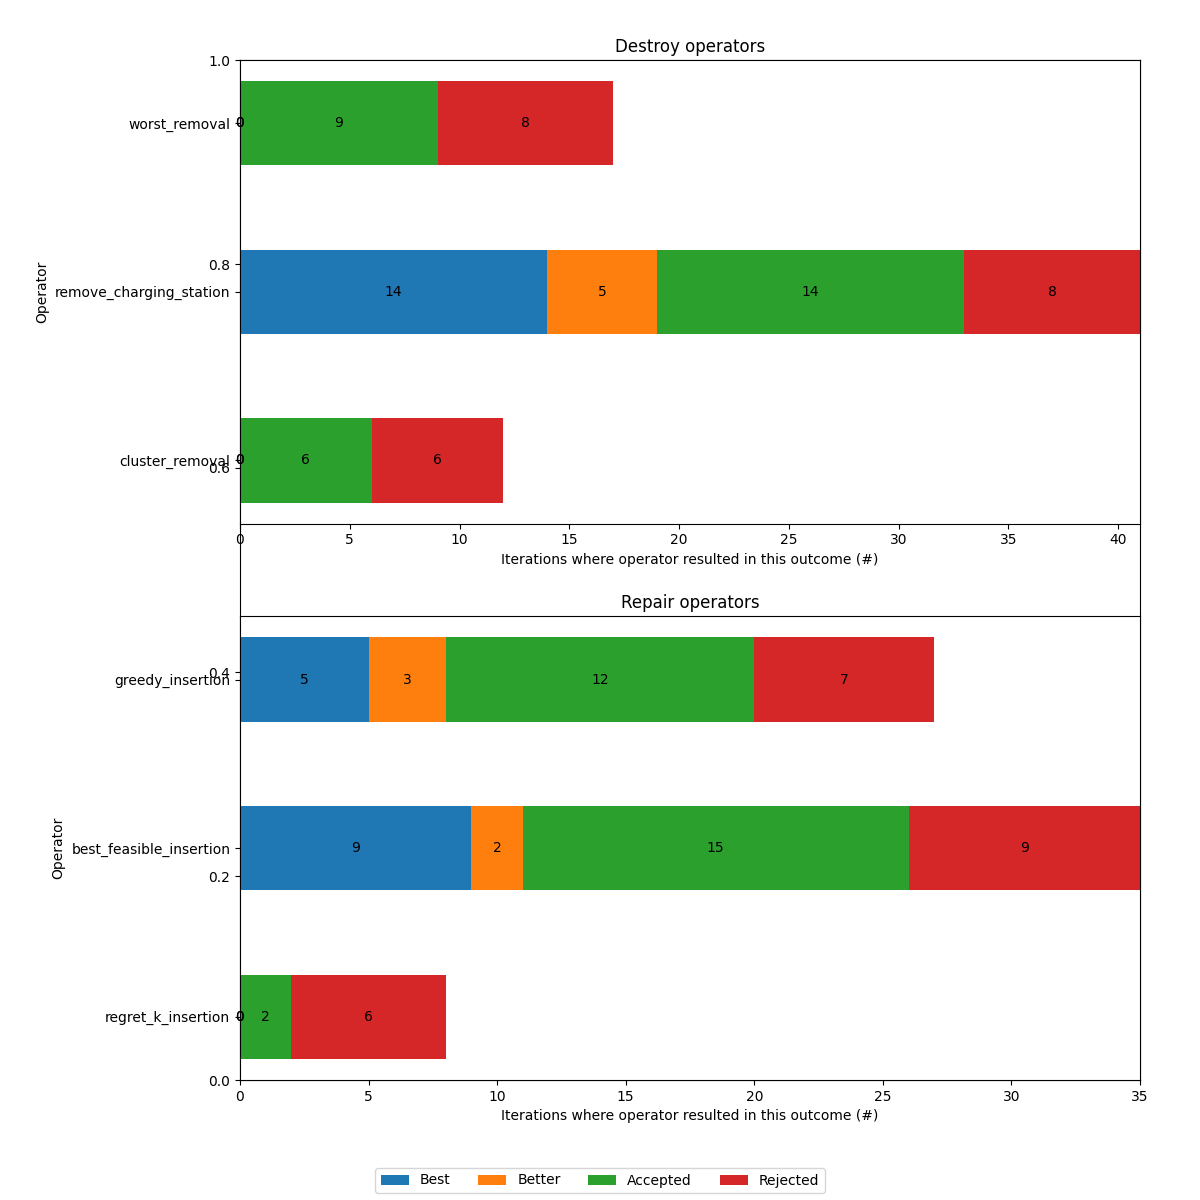 Destroy operators
1.0
worst_removal 0 9 8
0.8
Operator
remove_charging_station 14 5 14 8
cluster_removal 0 6 6
0.6
0 5 10 15 20 25 30 35 40
Iterations where operator resulted in this outcome (#)
Repair operators
0.4
greedy_insertion 5 3 12 7
Operator
best_feasible_insertion 9 2 15 9
0.2
regret_k_insertion 0 2 6
0.0
0 5 10 15 20 25 30 35
Iterations where operator resulted in this outcome (#)
Best Better Accepted Rejected